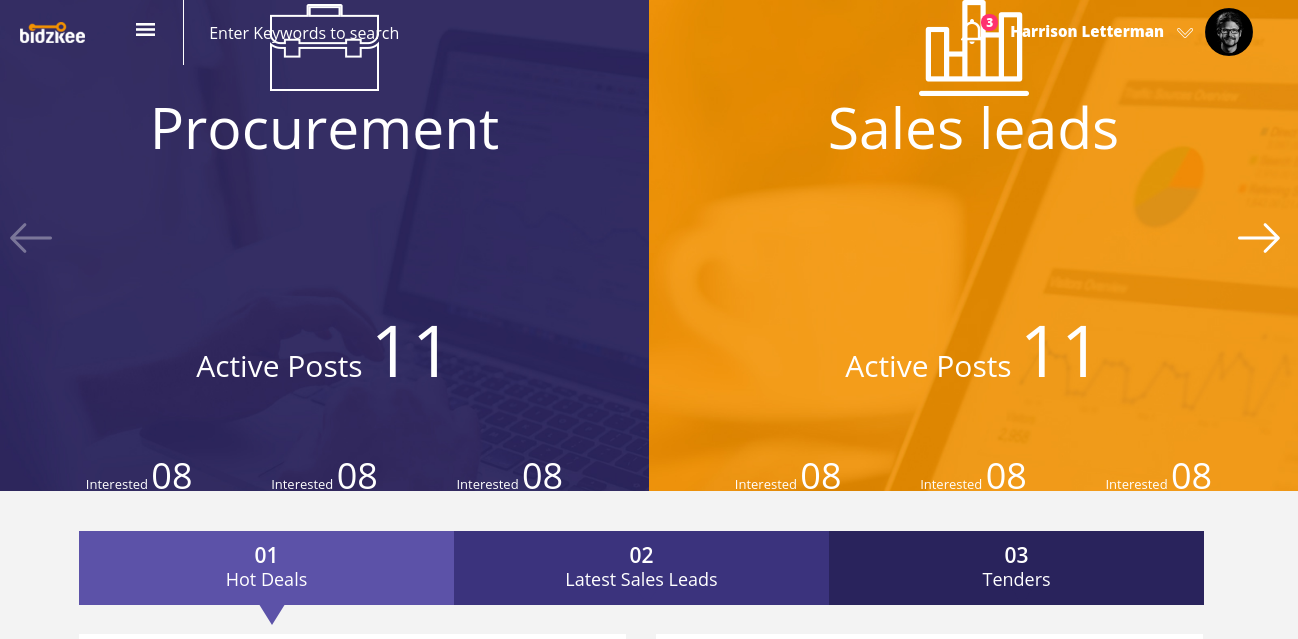 bidzkee
Enter Keywords to search
3
Harrison Letterman
Procurement
Sales leads
Active Posts 11
Active Posts 11
Interested 08
Interested 08
Interested 08
Interested 08
Interested 08
Interested 08
01
Hot Deals
02
Latest Sales Leads
03
Tenders